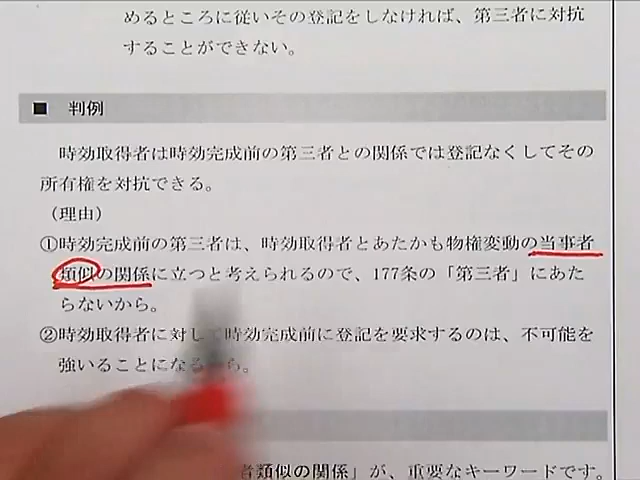 めるところに従いその登記をしなければ、第三者に対抗
することができない。
■ 判例
時効取得者は時効完成前の第三者との関係では登記なくしてその
所有権を対抗できる。
（理由）
①時効完成前の第三者は、時効取得者とあたかも物権変動の当事者
類似の関係に立つと考えられるので、177条の「第三者」にあた
らないから。
②時効取得者に対して時効完成前に登記を要求するのは、不可能を
強いることになるから。
者類似の関係」が、重要なキーワードです。